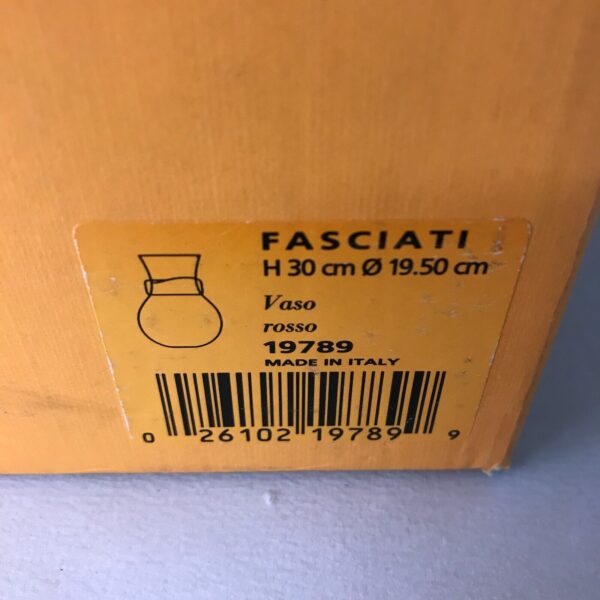 FASCIATI
H 30 cm Ø 19.50 cm
Vaso
rosso
19789
MADE IN ITALY
0 26102 19789 9